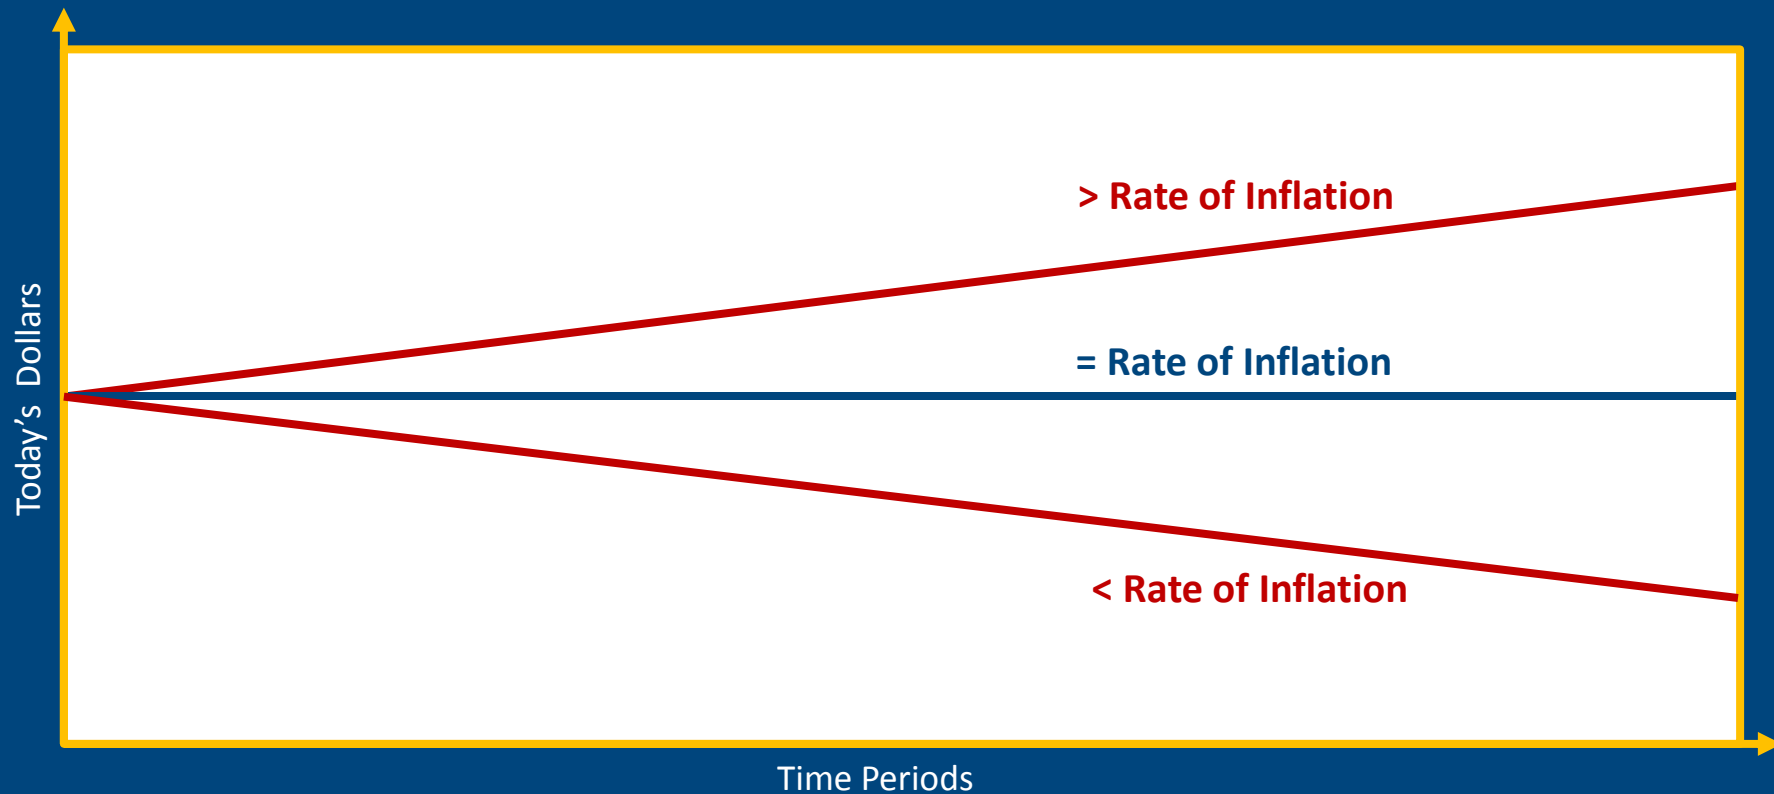 > Rate of Inflation
= Rate of Inflation
< Rate of Inflation
Today's Dollars
Time Periods